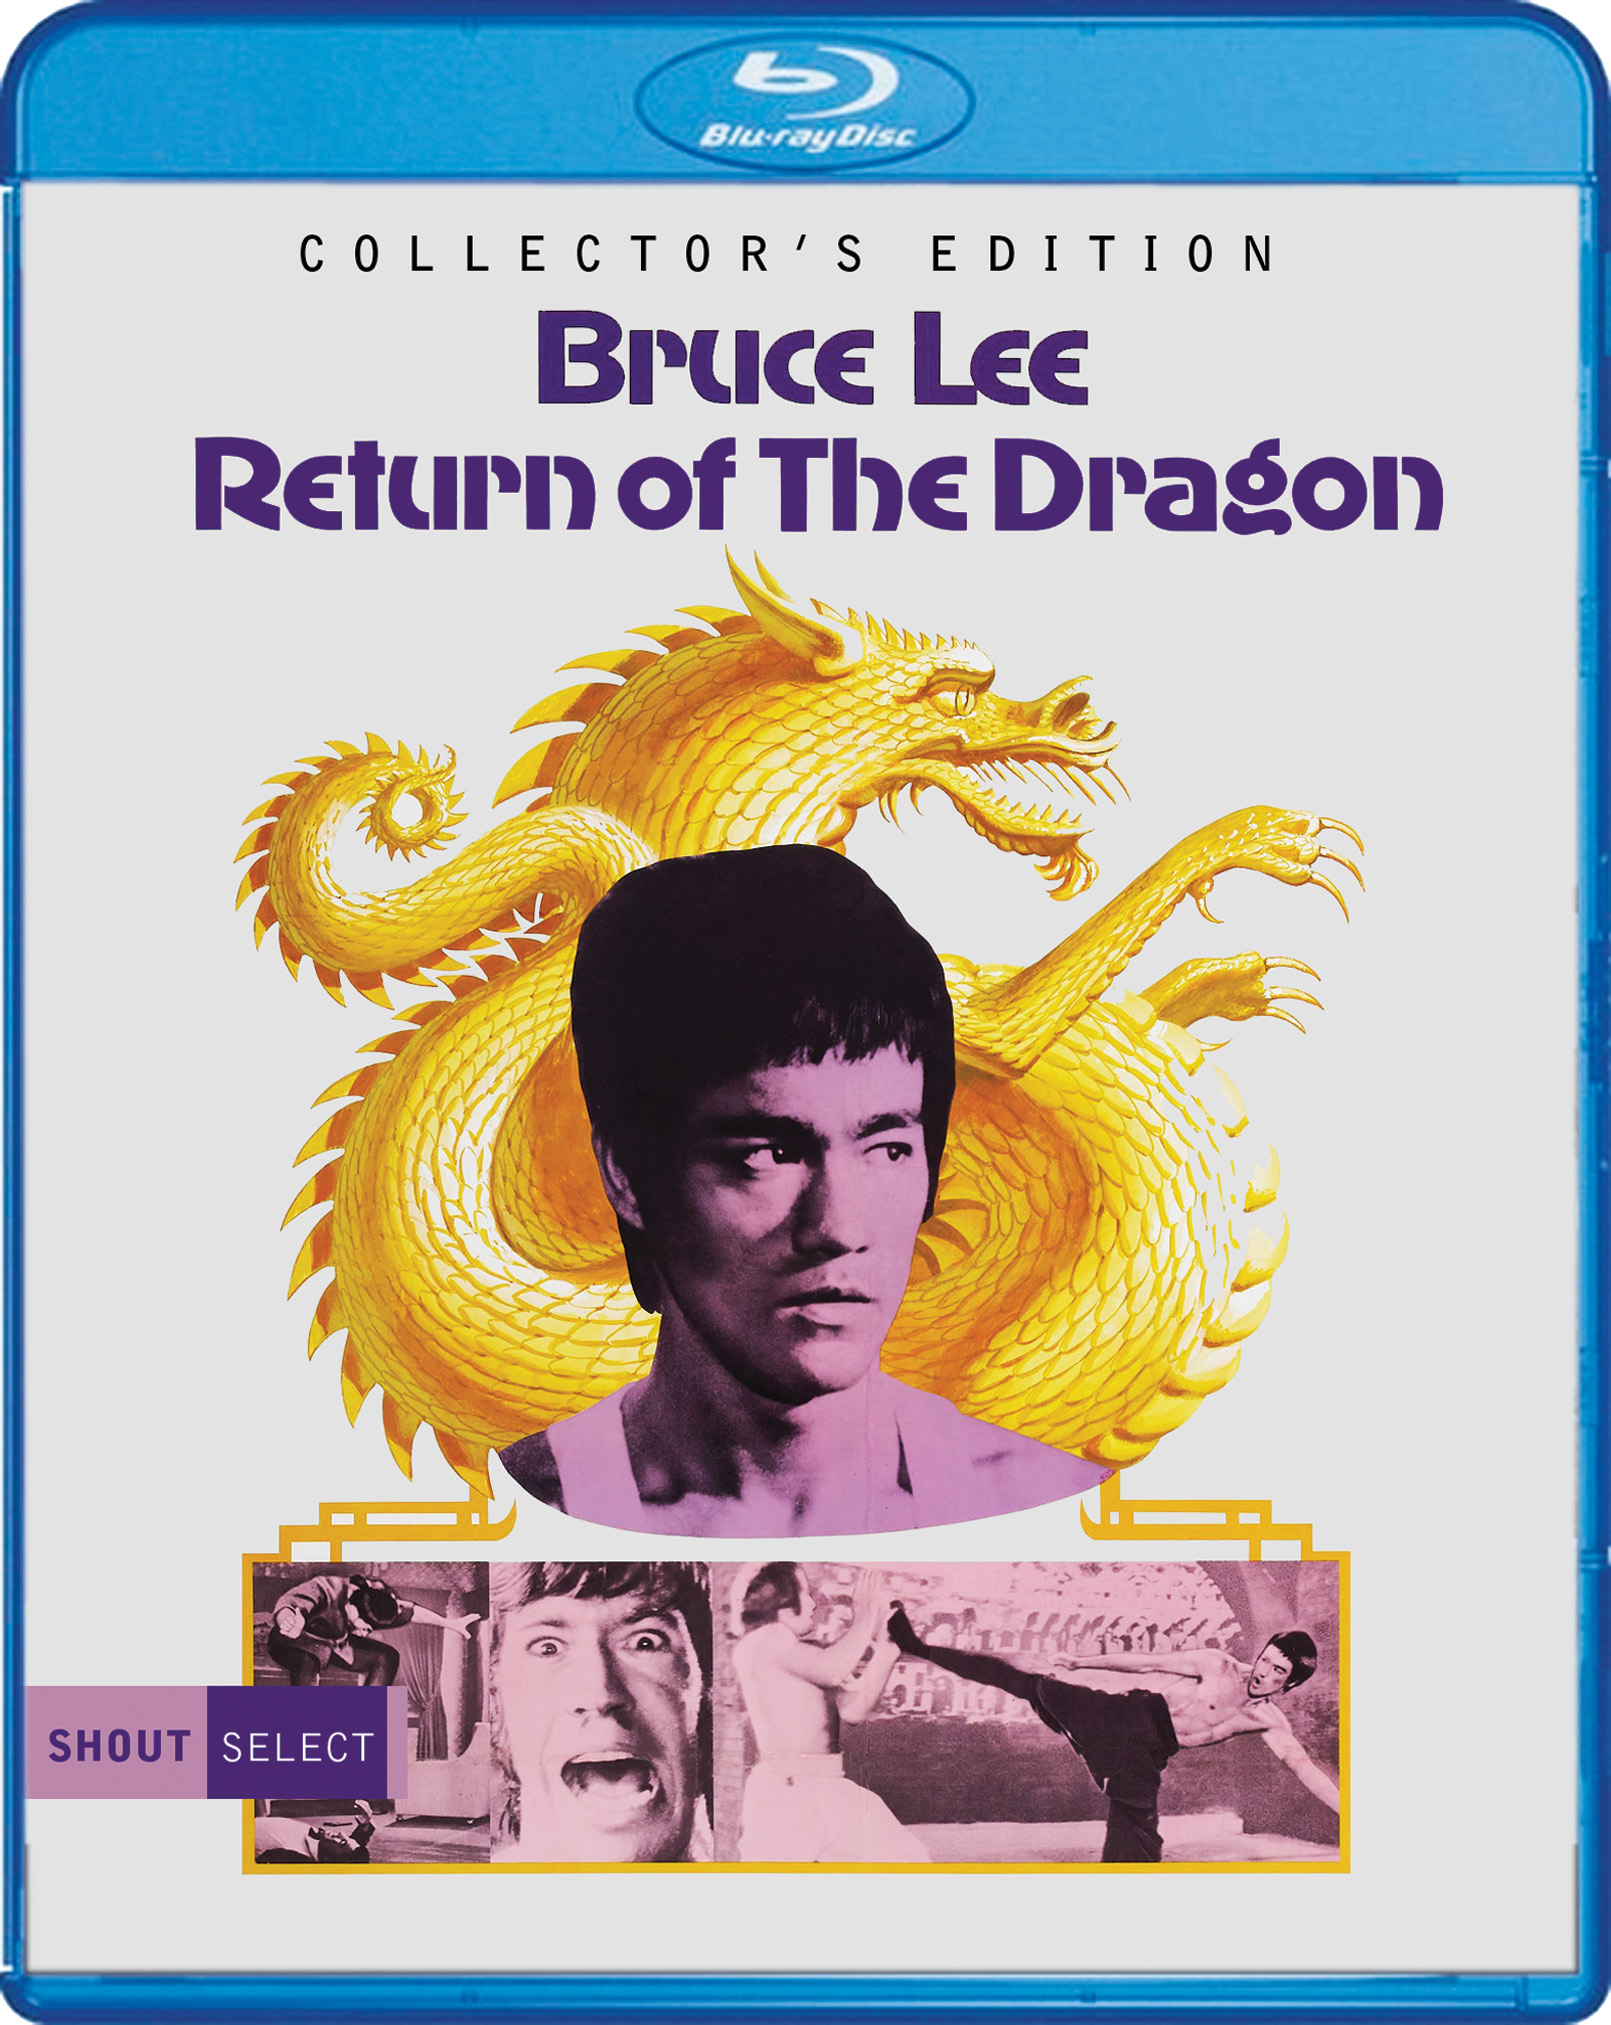 Blu-ray Disc
COLLECTOR'S EDITION
Bruce Lee
Return of The Dragon
SHOUT SELECT